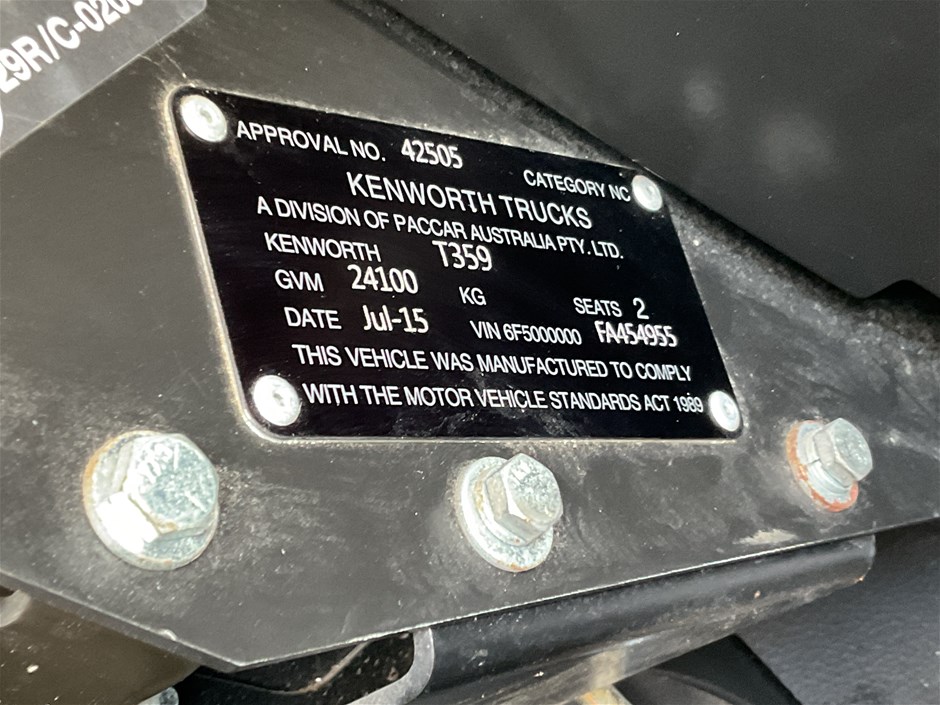 29R/C-020
APPROVAL NO. 42505
CATEGORY NC
KENWORTH TRUCKS
A DIVISION OF PACCAR AUSTRALIA PTY. LTD.
KENWORTH T359
GVM 24100 KG SEATS 2
DATE Jul-15 VIN 6F5000000 FA454955
THIS VEHICLE WAS MANUFACTURED TO COMPLY
WITH THE MOTOR VEHICLE STANDARDS ACT 1989